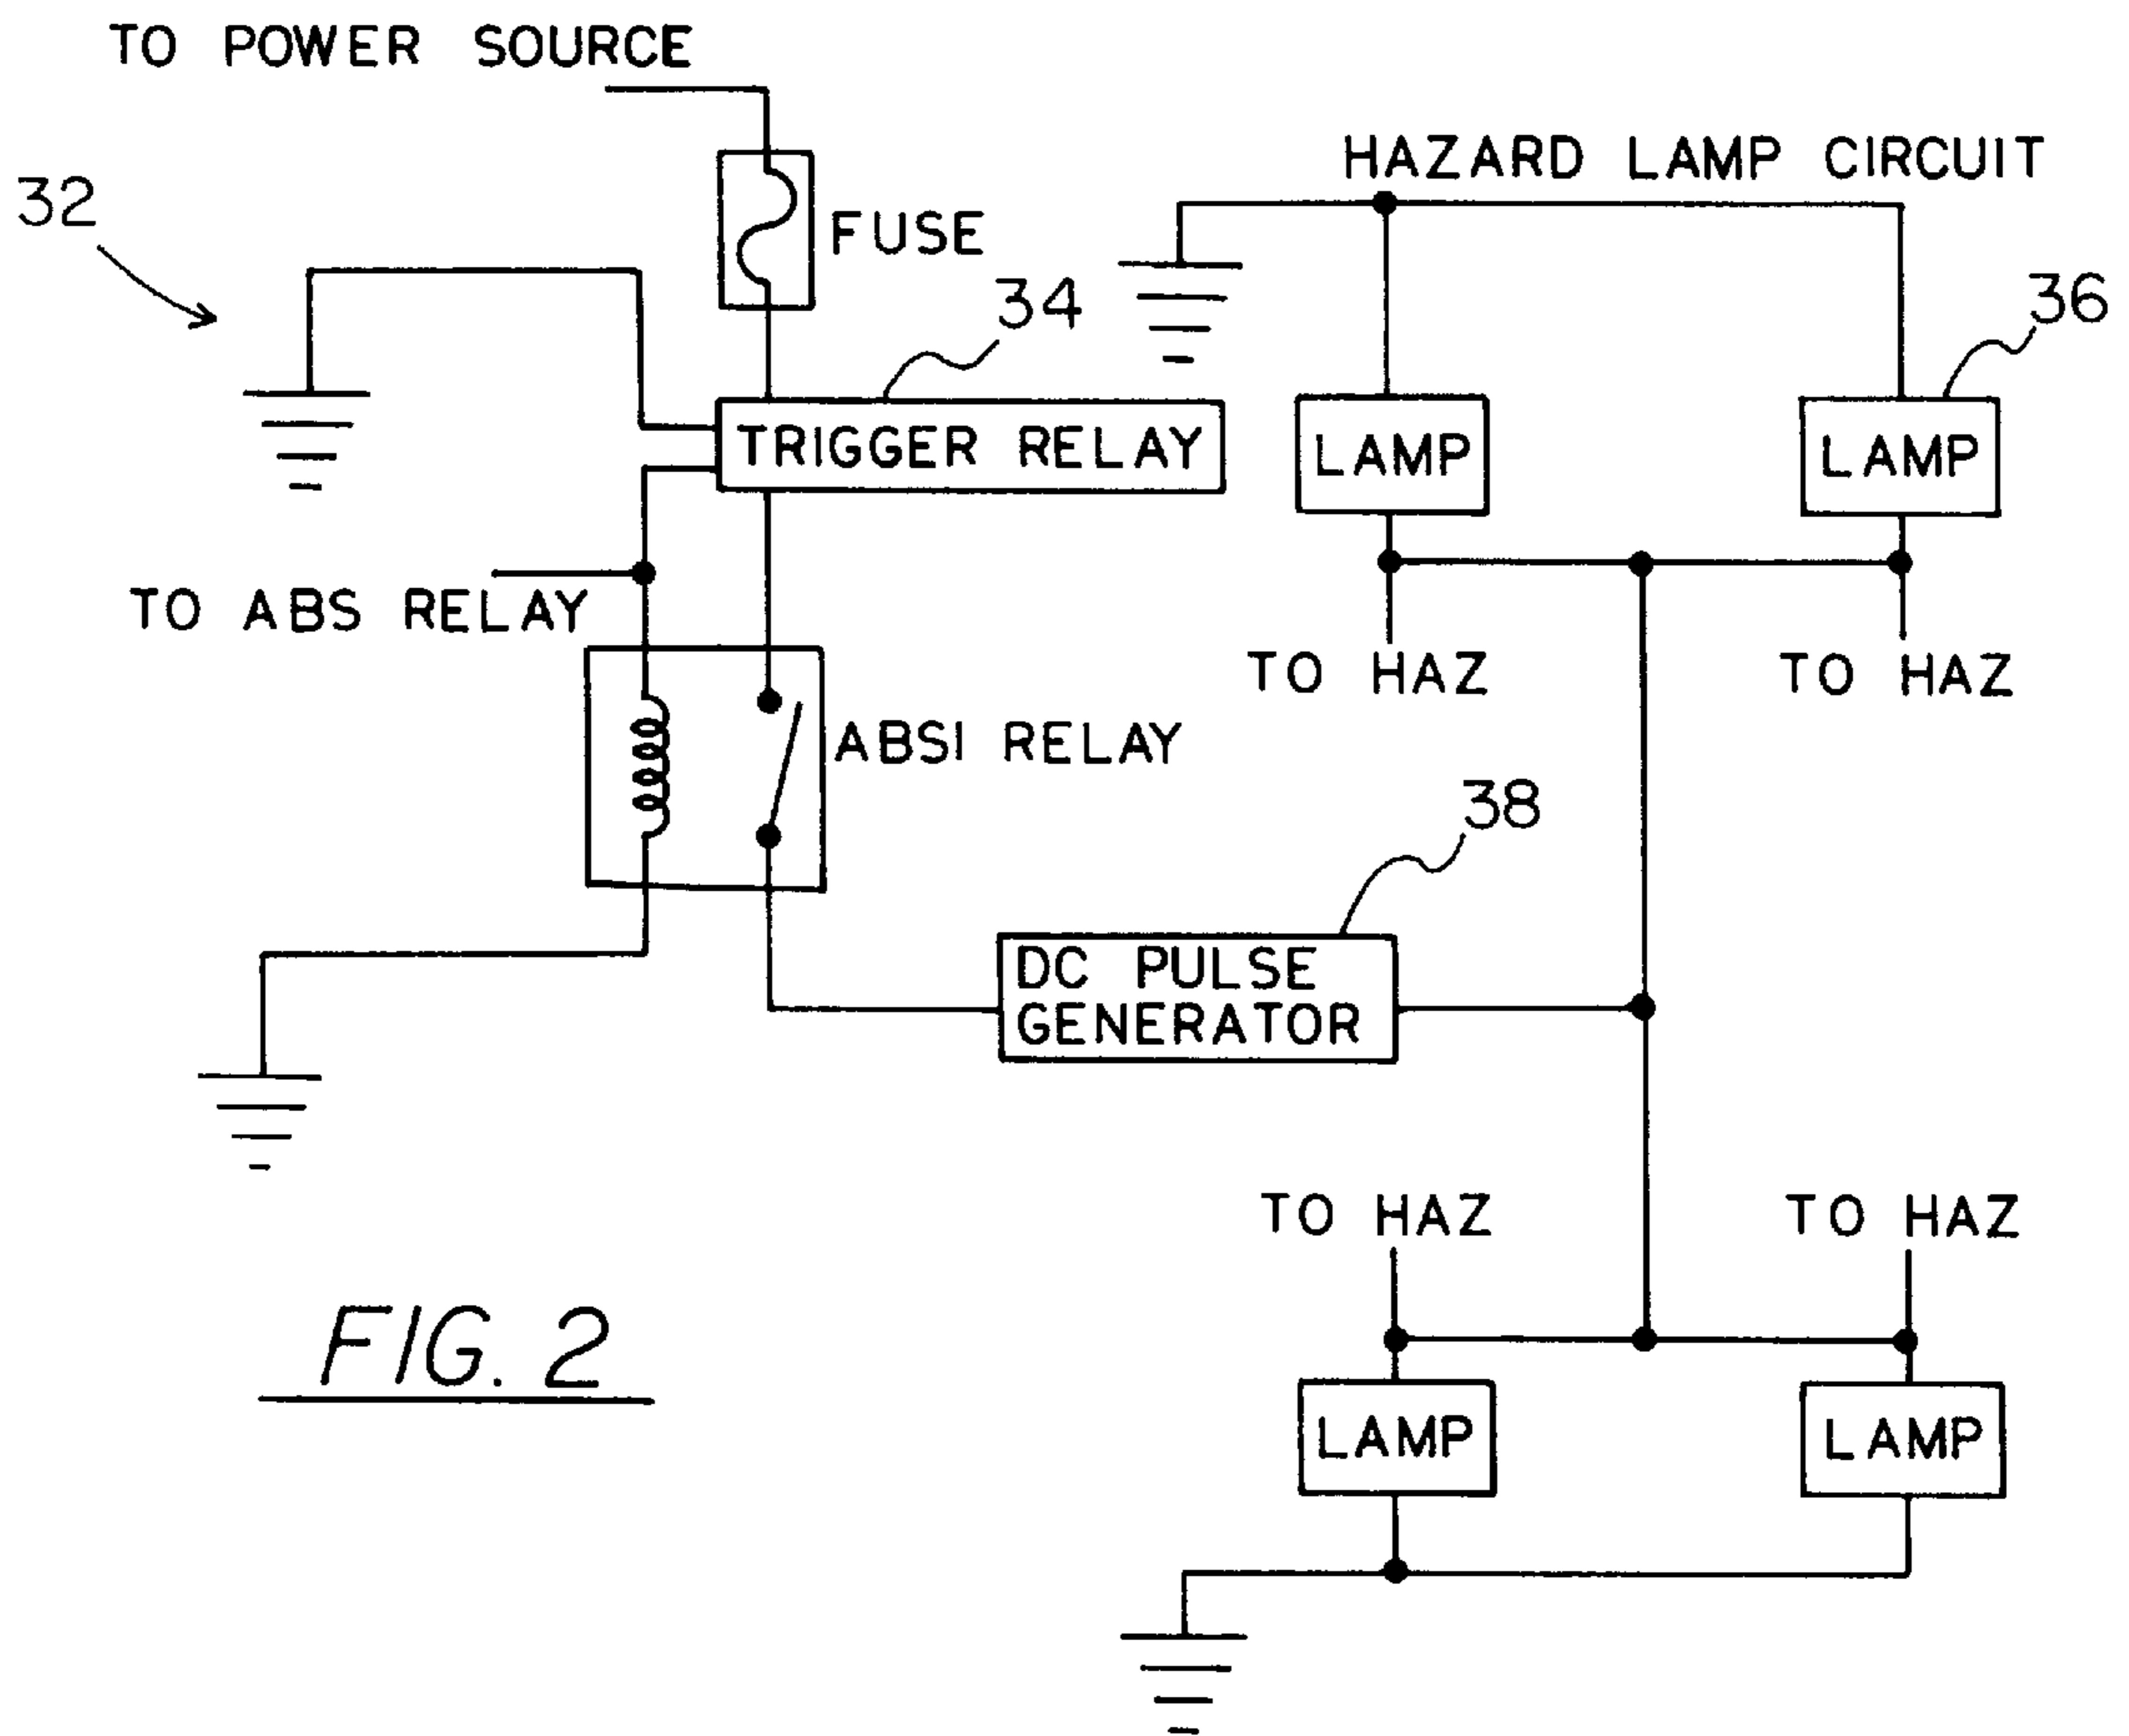 TO POWER SOURCE
HAZARD LAMP CIRCUIT
32
FUSE
34
36
TRIGGER RELAY
LAMP
LAMP
TO ABS RELAY
TO HAZ
TO HAZ
ABSI RELAY
38
DC PULSE
GENERATOR
TO HAZ
TO HAZ
FIG. 2
LAMP
LAMP